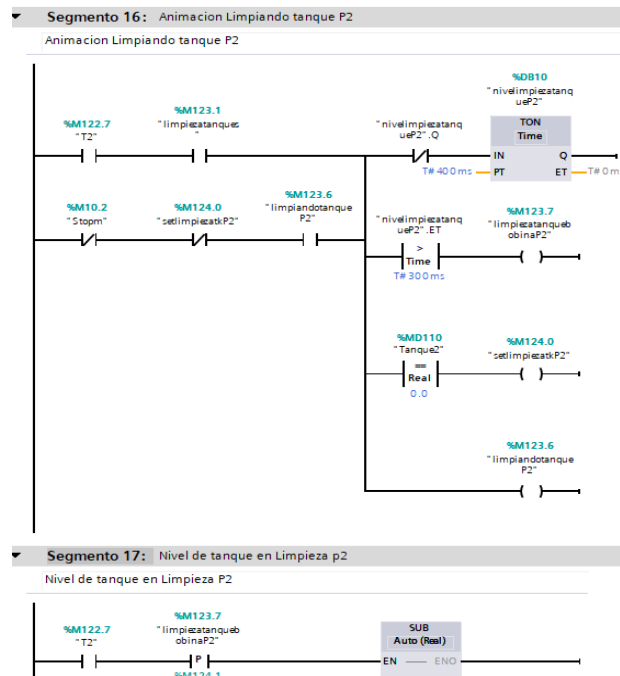 Segmento 16: Animacion Limpiando tanque P2
Animacion Limpiando tanque P2
%DB10
"nivelimpiezatanq
ueP2"
%M122.7
"T2"
%M123.1
"limpiezatanques
"
"nivelimpiezatanq
ueP2".Q
TON
Time
IN Q
T#400ms PT ET T#0m
%M10.2
"Stopm"
%M124.0
"setlimpiezatkP2"
%M123.6
"limpiandotanque
P2"
"nivelimpiezatanq
ueP2".ET
>
Time
T#300ms
%M123.7
"limpiezatanqueb
obinaP2"
%MD110
"Tanque2"
==
Real
0.0
%M124.0
"setlimpiezatkP2"
%M123.6
"limpiandotanque
P2"
Segmento 17: Nivel de tanque en Limpieza p2
Nivel de tanque en Limpieza P2
%M122.7
"T2"
%M123.7
"limpiezatanqueb
obinaP2"
P
%M124.1
SUB
Auto (Real)
EN ENO